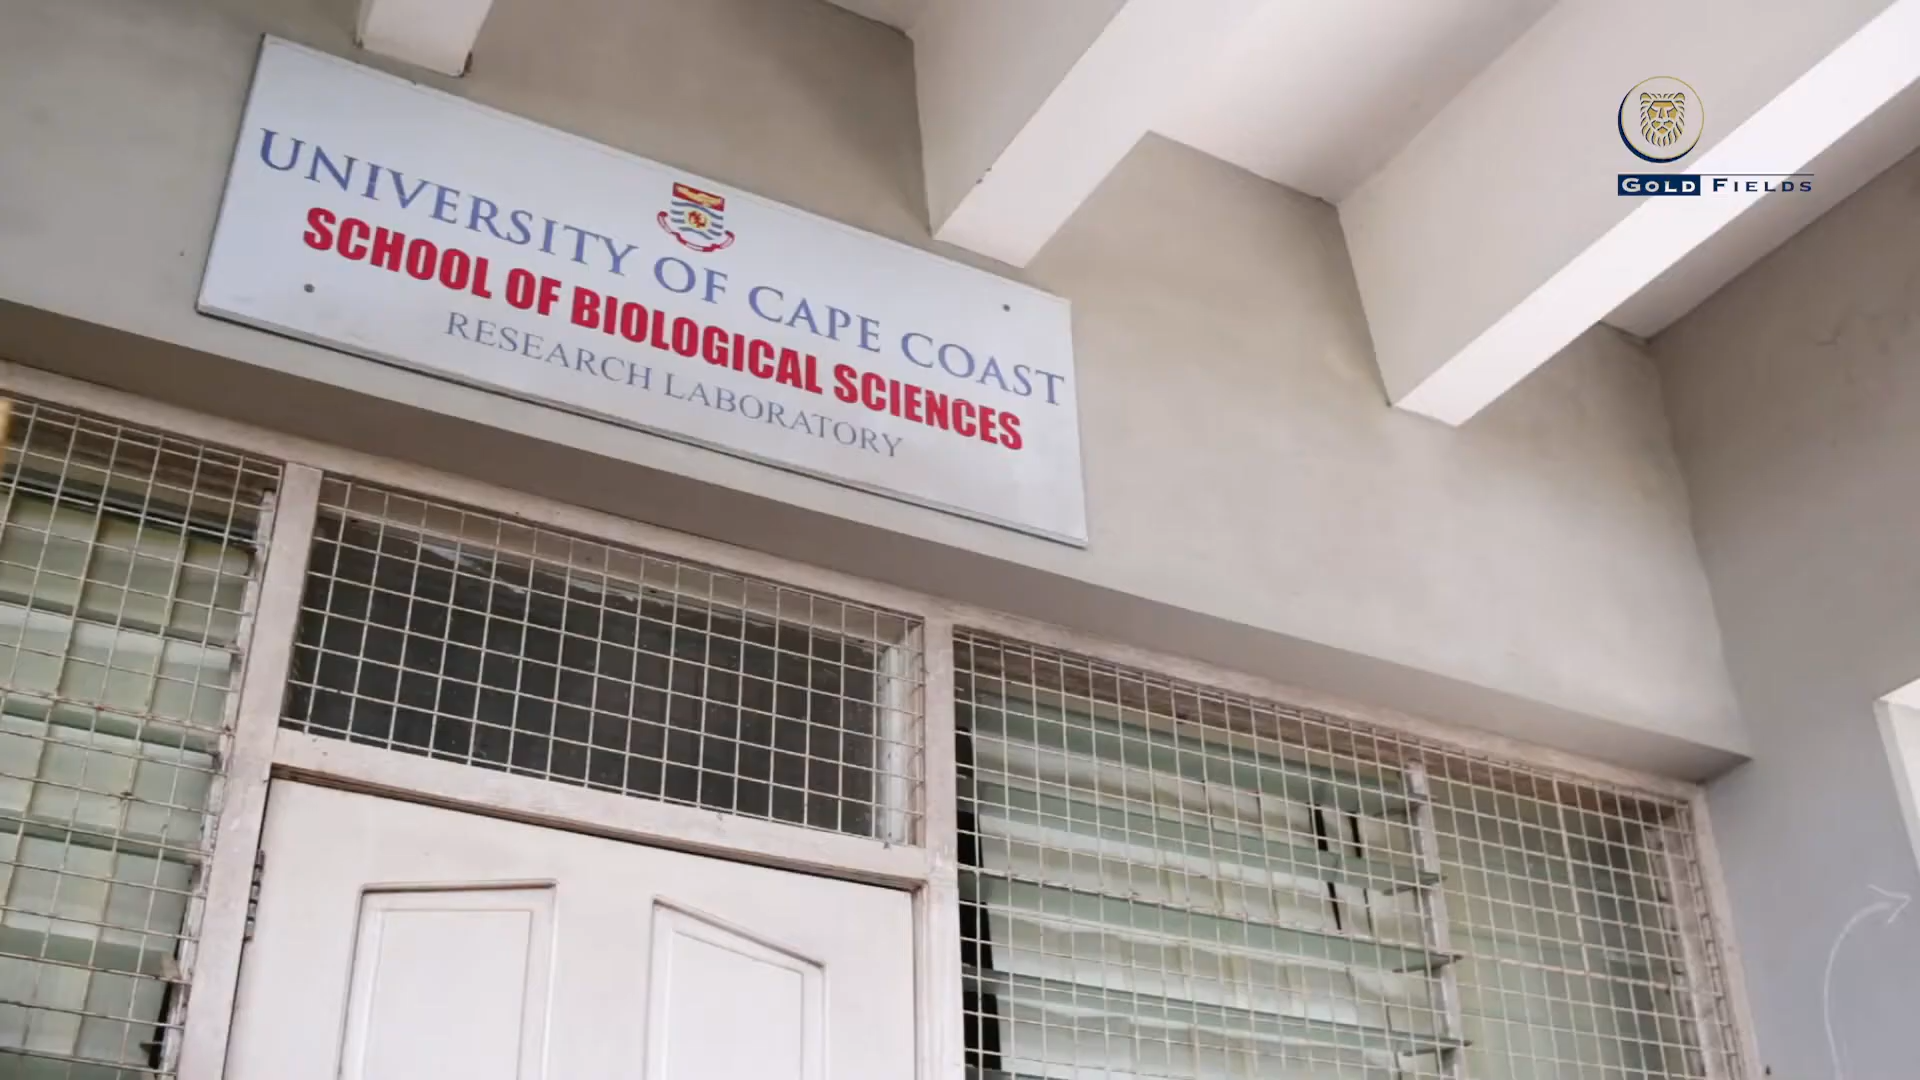 UNIVERSITY OF CAPE COAST
SCHOOL OF BIOLOGICAL SCIENCES
RESEARCH LABORATORY
GOLD FIELDS